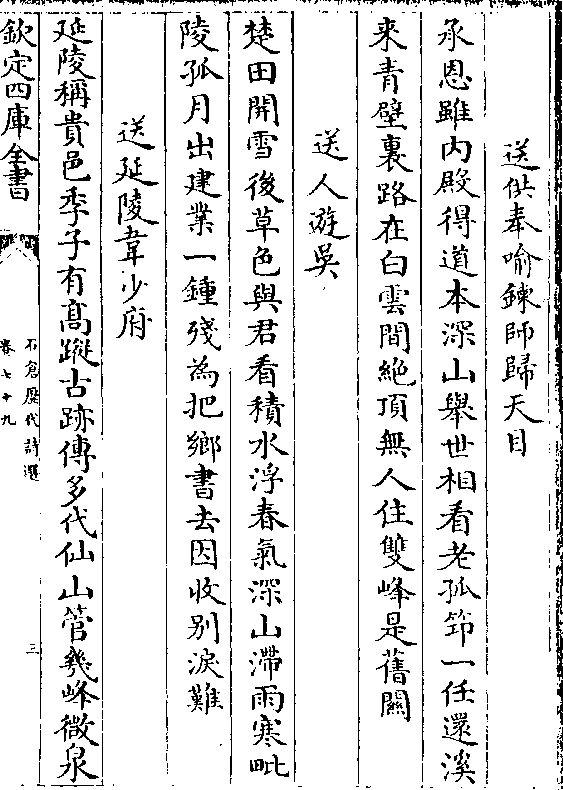 送供奉喻鍊師歸天目
承恩雖内殿得道本深山舉世相看老孤筇一任還溪
來青壁裏路在白雲間絶頂無人住雙峰是舊關
送人遊吳
楚田開雪後草色與君看積水浮春氣深山滯雨寒毗
陵孤月出建業一鍾殘為把鄉書去因收别淚難
送延陵韋少府
延陵稱貴邑季子有髙蹤古跡傳多代仙山管幾峰微泉
欽定四庫全書
石倉歷代詩選
卷七十九
三